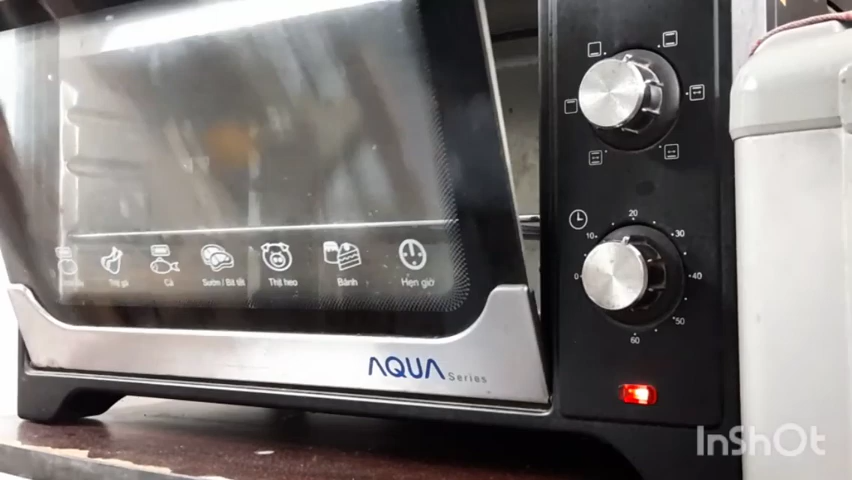 10
20
30
40
50
60
0
Thịt gà
Cá
Sườn / Bít tết
Thịt heo
Bánh
Hẹn giờ
AQUA Series
InShOt